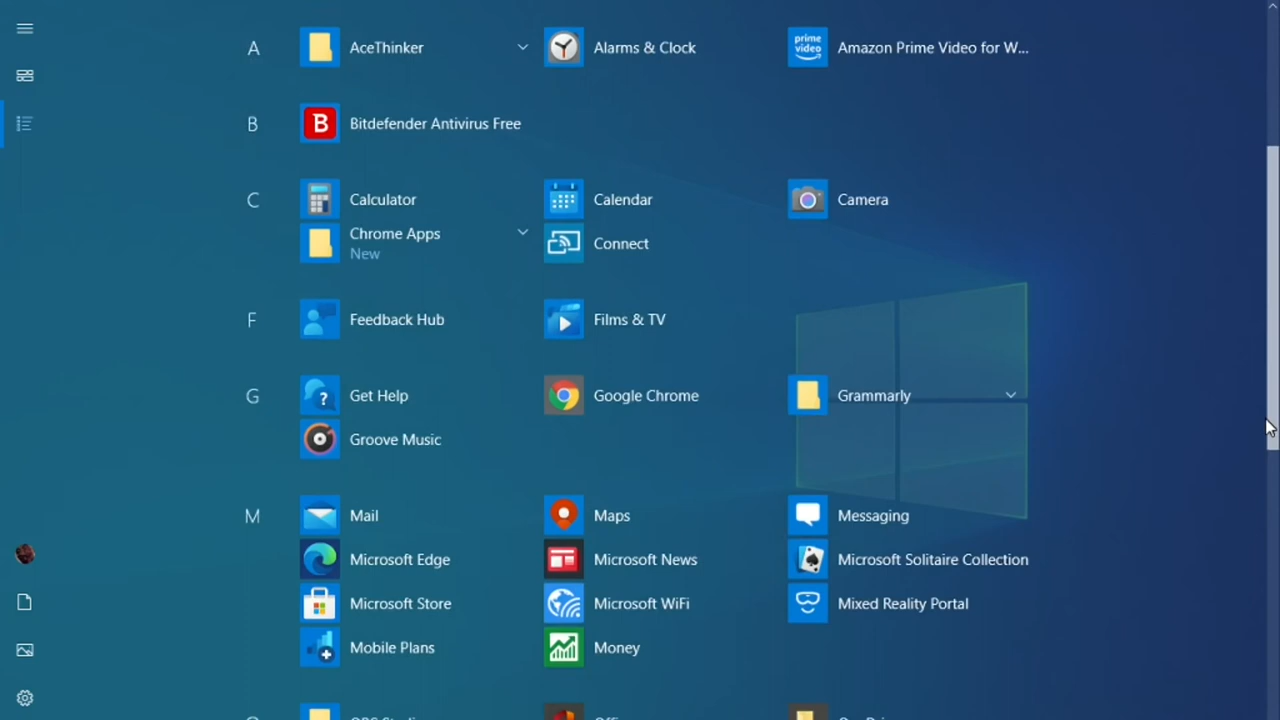 A
AceThinker
Alarms & Clock
prime video
Amazon Prime Video for W...
B
B
Bitdefender Antivirus Free
C
Calculator
Calendar
Camera
Chrome Apps
New
Connect
F
Feedback Hub
Films & TV
G
Get Help
Google Chrome
Grammarly
Groove Music
M
Mail
Maps
Messaging
Microsoft Edge
Microsoft News
Microsoft Solitaire Collection
Microsoft Store
Microsoft WiFi
Mixed Reality Portal
Mobile Plans
Money